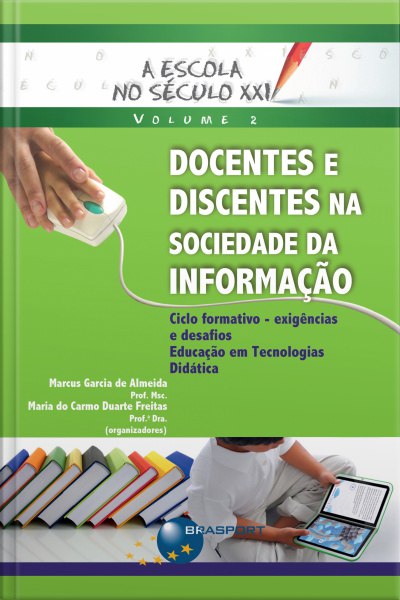 A ESCOLA
NO SÉCULO XXI
VOLUME 2
DOCENTES E
DISCENTES NA
SOCIEDADE DA
INFORMAÇÃO
Ciclo formativo - exigências
e desafios
Educação em Tecnologias
Didática
Marcus Garcia de Almeida
Prof. Msc.
Maria do Carmo Duarte Freitas
Prof.ª Dra.
(organizadores)
BRASPORT